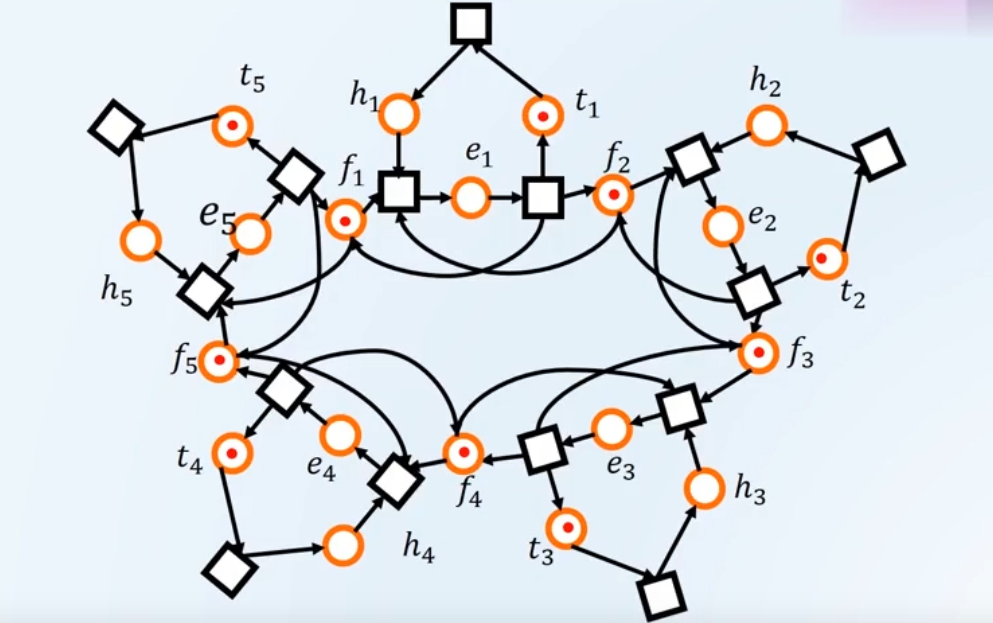 t₅
h₁
t₁
h₂
e₁
f₁
f₂
e₅
e₂
h₅
t₂
f₅
f₃
t₄
e₄
f₄
e₃
h₃
h₄
t₃